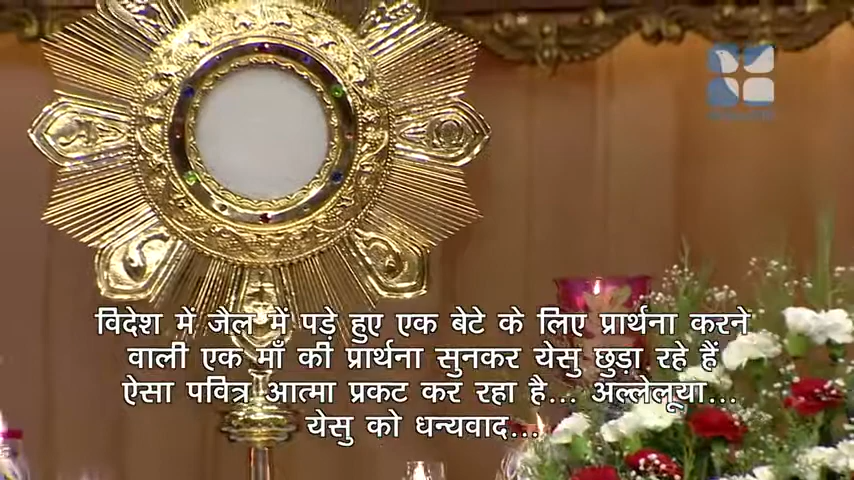 विदेश में जेल में पड़े हुए एक बेटे के लिए प्रार्थना करने
वाली एक माँ की प्रार्थना सुनकर येसु छुड़ा रहे हैं
ऐसा पवित्र आत्मा प्रकट कर रहा है... अल्लेलूया...
येसु को धन्यवाद...